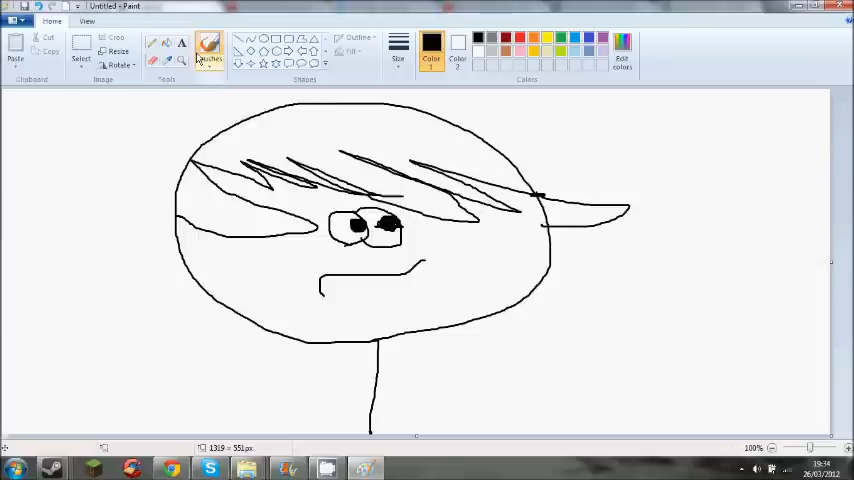 Untitled - Paint
Home View
Cut
Copy
Paste
Crop
Resize
Rotate
Select
A
Brushes
Outline
Fill
Size
Color 1
Color 2
Edit colors
Clipboard Image Tools Shapes Colors
1319 × 551px
100%
19:34
26/03/2012